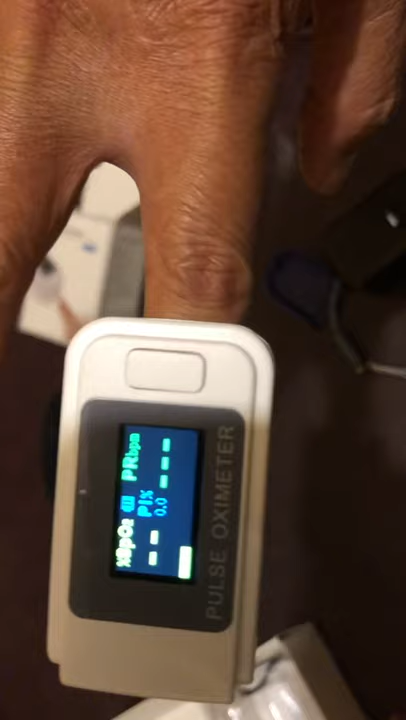 %SpO2 PRbpm
-- ---
PI%
0.0
PULSE OXIMETER